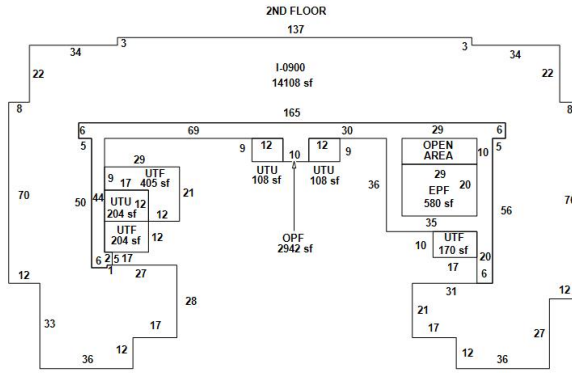 2ND FLOOR
137
3 3
34 34
22 22
I-0900
14108 sf
8 8
165
6 6
5 69 12 10 12 30 29 5
9 9
OPEN
AREA
10
UTU
108 sf
UTU
108 sf
29
UTF
405 sf
9
17
21
29
EPF
580 sf
20
36
70 50 44
UTU
204 sf
12
56
UTF
204 sf
12
OPF
2942 sf
35
10
UTF
170 sf
20
17
6 2 5 17
1
27
6
12
31
12
28
33
21
27
17
17
12
12
36
36